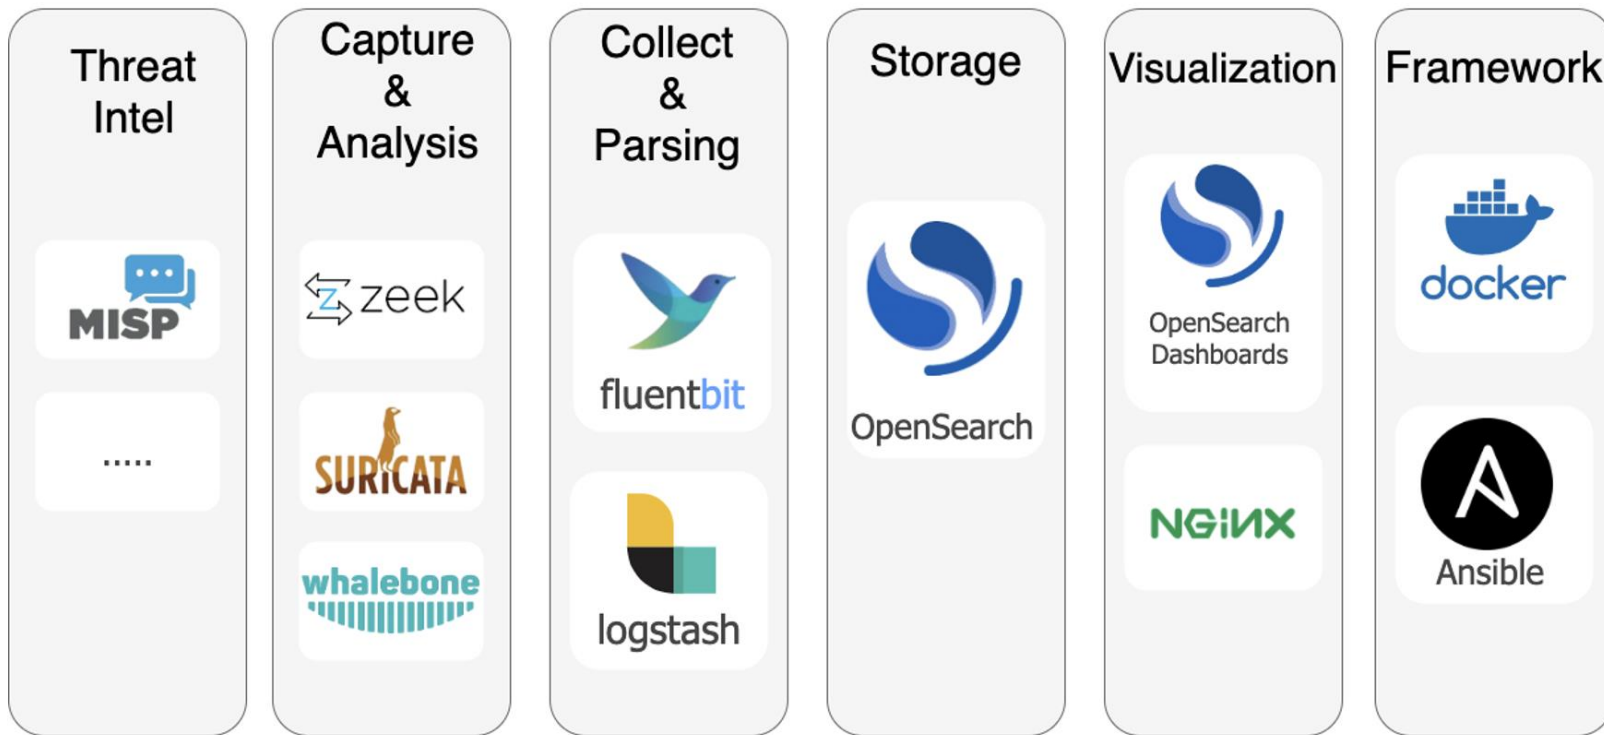 Threat
Intel
MISP
.....
Capture
&
Analysis
zeek
SURICATA
whalebone
Collect
&
Parsing
fluentbit
logstash
Storage
OpenSearch
Visualization
OpenSearch
Dashboards
NGiNX
Framework
docker
Ansible